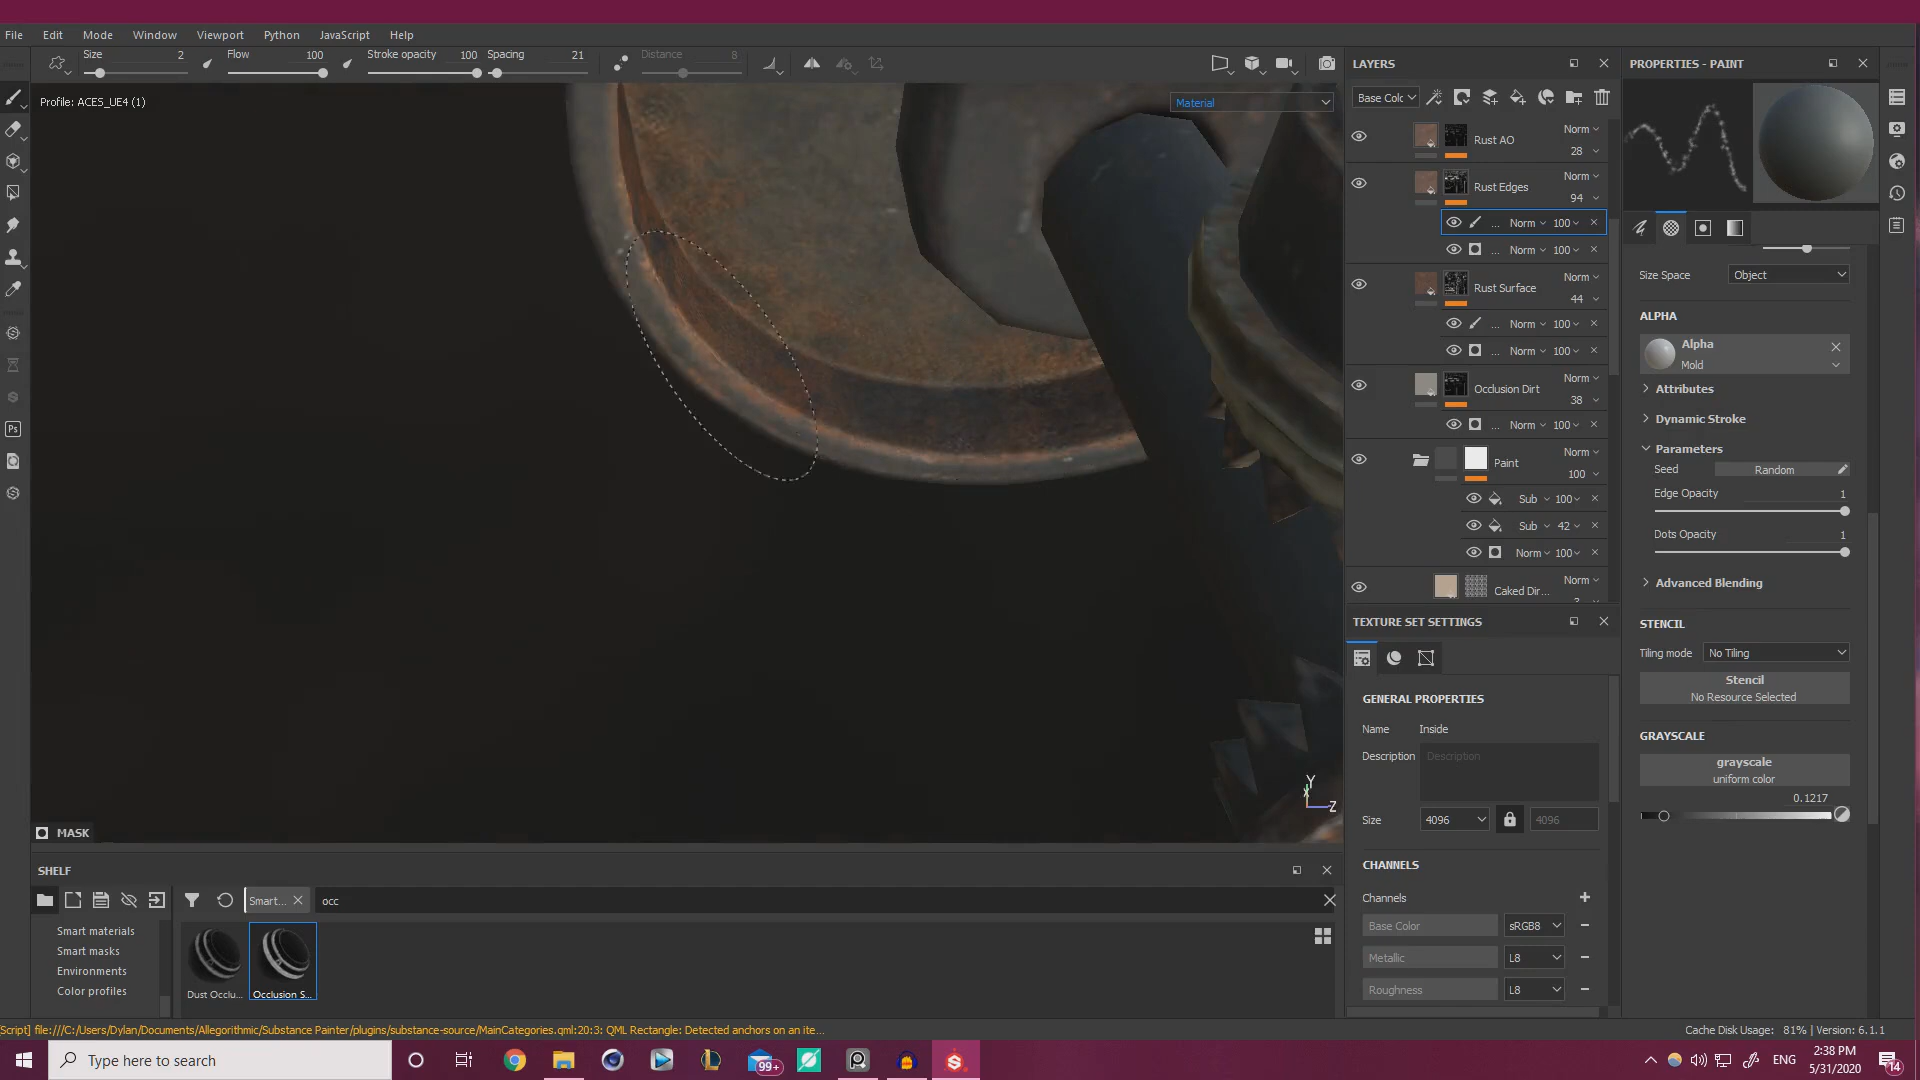 File Edit Mode Window Viewport Python JavaScript Help
Size 2 Flow 100 Stroke opacity 100 Spacing 21 Distance 8
Profile: ACES_UE4 (1)
Material
MASK
Y
X
Z
LAYERS
Base Colc
Rust AO Norm
28
Rust Edges Norm
94
... Norm 100
... Norm 100
Rust Surface Norm
44
... Norm 100
... Norm 100
Occlusion Dirt Norm
38
... Norm 100
Paint Norm
100
Sub 100
Sub 42
Norm 100
Caked Dir... Norm
TEXTURE SET SETTINGS
GENERAL PROPERTIES
Name Inside
Description Description
Size 4096 4096
CHANNELS
Channels
Base Color sRGB8
Metallic L8
Roughness L8
PROPERTIES - PAINT
Size Space Object
ALPHA
Alpha
Mold
Attributes
Dynamic Stroke
Parameters
Seed Random
Edge Opacity 1
Dots Opacity 1
Advanced Blending
STENCIL
Tiling mode No Tiling
Stencil
No Resource Selected
GRAYSCALE
grayscale
uniform color
0.1217
SHELF
Smart... occ
Smart materials
Smart masks
Environments
Color profiles
Dust Occlu... Occlusion S...
Script] file:///C:/Users/Dylan/Documents/Allegorithmic/Substance Painter/plugins/substance-source/MainCategories.qml:20:3: QML Rectangle: Detected anchors on an ite...
Cache Disk Usage: 81% | Version: 6.1.1
Type here to search
99+
ENG
2:38 PM
5/31/2020
14
Ps